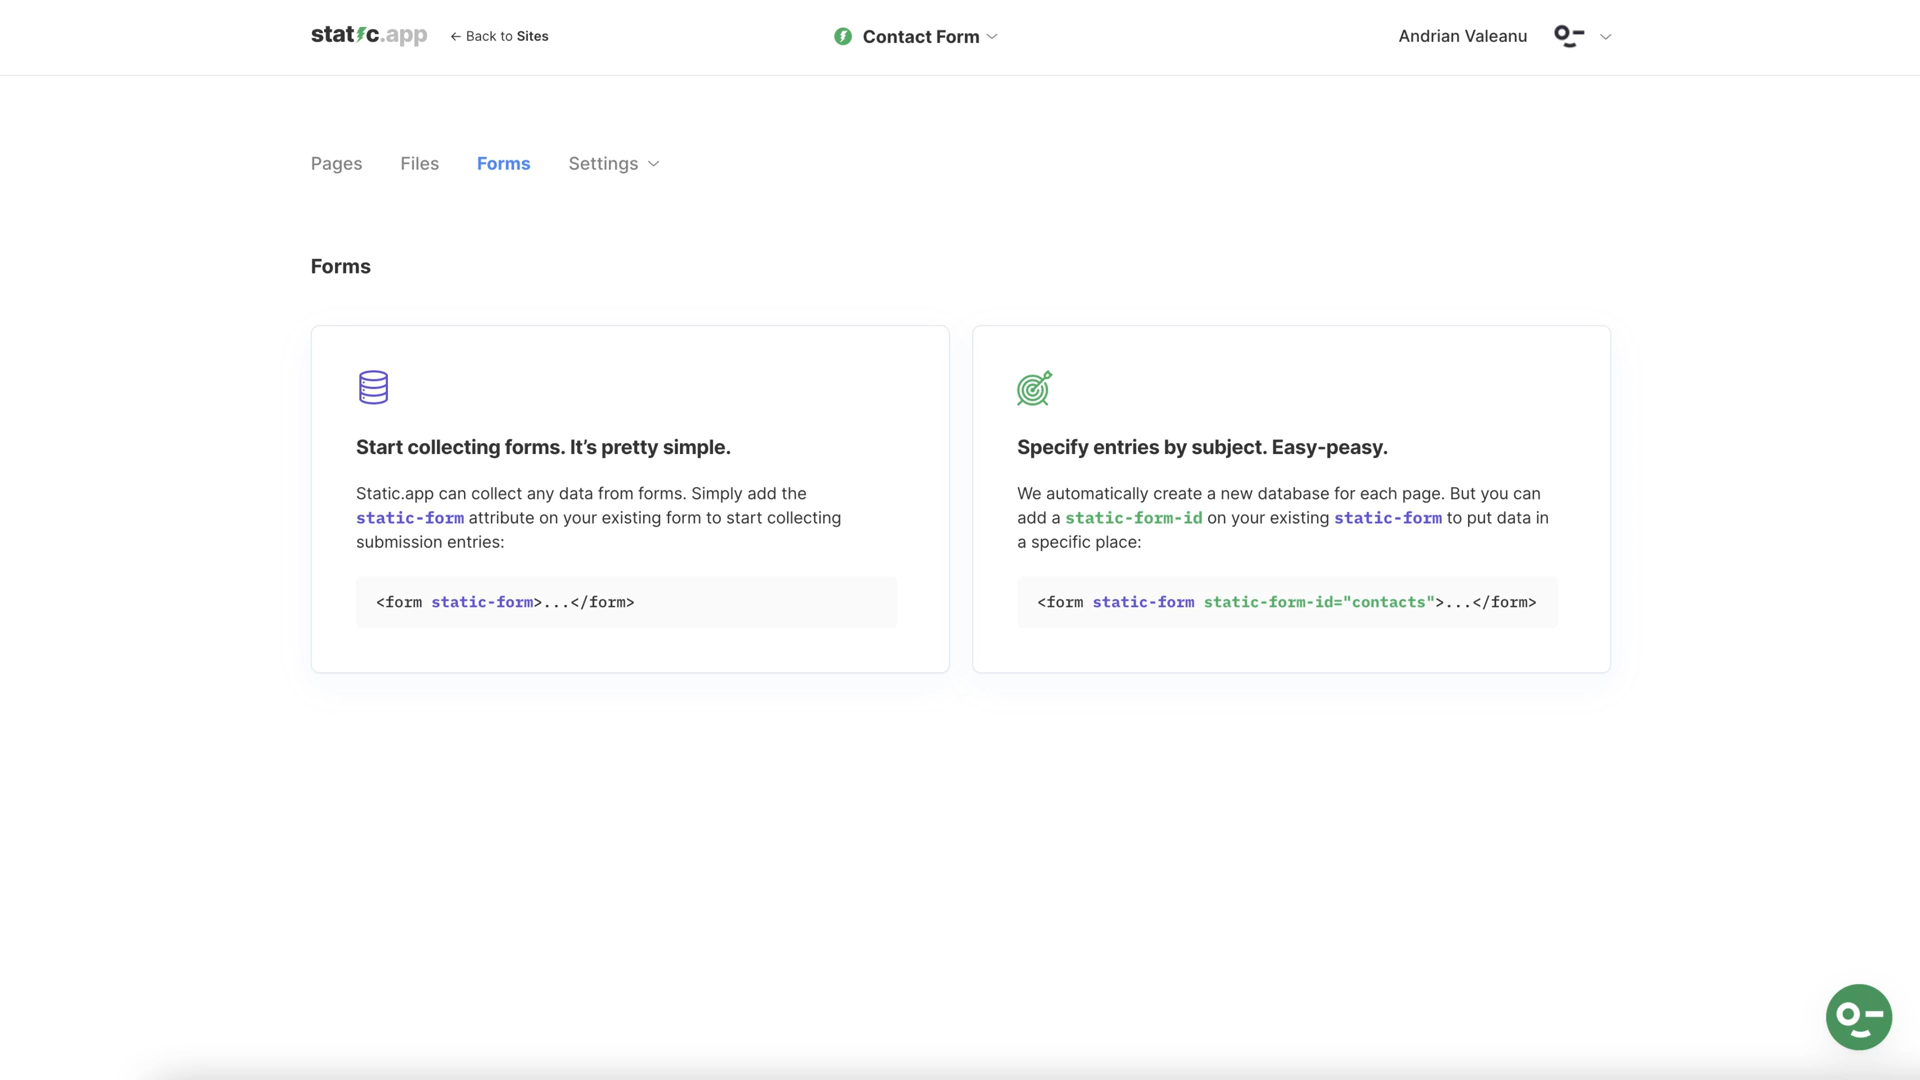 static.app
← Back to Sites
Contact Form
Andrian Valeanu
Pages
Files
Forms
Settings
Forms
Start collecting forms. It’s pretty simple.
Static.app can collect any data from forms. Simply add the
static-form attribute on your existing form to start collecting
submission entries:
<form static-form>...</form>
Specify entries by subject. Easy-peasy.
We automatically create a new database for each page. But you can
add a static-form-id on your existing static-form to put data in
a specific place:
<form static-form static-form-id="contacts">...</form>